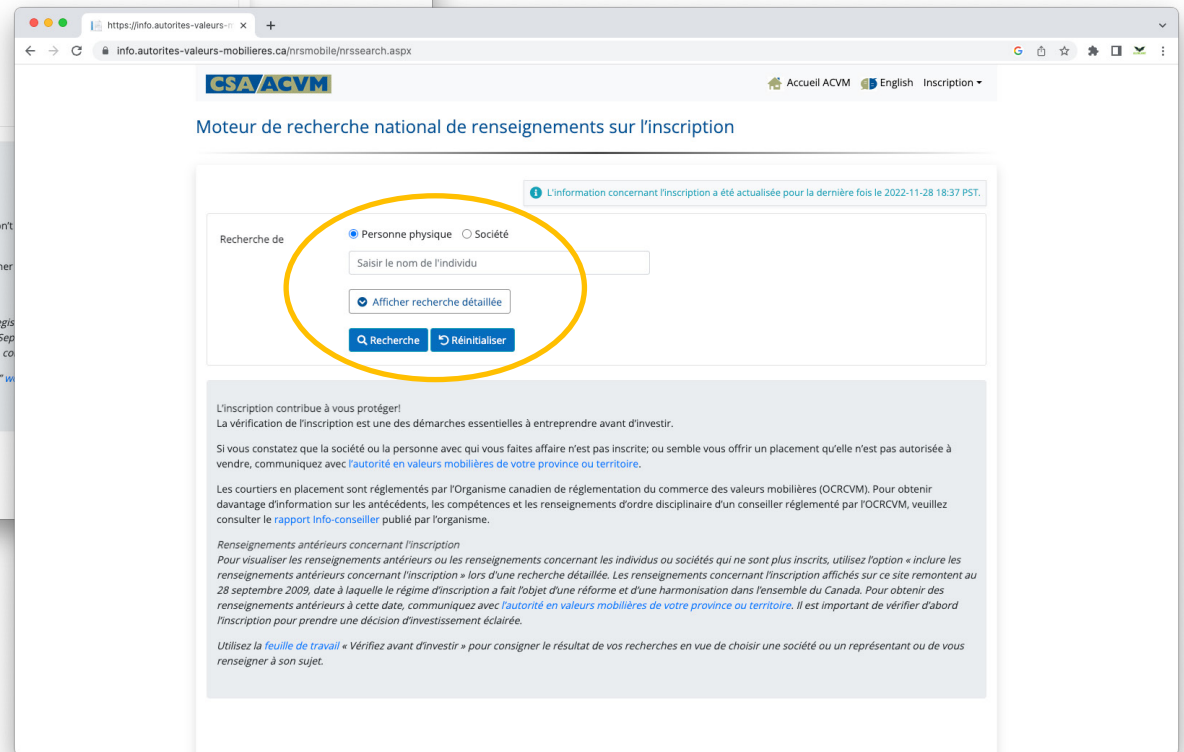 https://info.autorites-valeurs-n
info.autorites-valeurs-mobilieres.ca/nrsmobile/nrssearch.aspx
CSA/ACVM
Accueil ACVM English Inscription
Moteur de recherche national de renseignements sur l’inscription
L'information concernant l’inscription a été actualisée pour la dernière fois le 2022-11-28 18:37 PST.
Recherche de
Personne physique Société
Saisir le nom de l'individu
Afficher recherche détaillée
Recherche Réinitialiser
L’inscription contribue à vous protéger!
La vérification de l’inscription est une des démarches essentielles à entreprendre avant d’investir.
Si vous constatez que la société ou la personne avec qui vous faites affaire n’est pas inscrite; ou semble vous offrir un placement qu’elle n’est pas autorisée à
vendre, communiquez avec l’autorité en valeurs mobilières de votre province ou territoire.
Les courtiers en placement sont réglementés par l’Organisme canadien de réglementation du commerce des valeurs mobilières (OCRCVM). Pour obtenir
davantage d’information sur les antécédents, les compétences et les renseignements d’ordre disciplinaire d’un conseiller réglementé par l’OCRCVM, veuillez
consulter le rapport Info-conseiller publié par l’organisme.
Renseignements antérieurs concernant l'inscription
Pour visualiser les renseignements antérieurs ou les renseignements concernant les individus ou sociétés qui ne sont plus inscrits, utilisez l’option « inclure les
renseignements antérieurs concernant l’inscription » lors d’une recherche détaillée. Les renseignements concernant l’inscription affichés sur ce site remontent au
28 septembre 2009, date à laquelle le régime d’inscription a fait l’objet d’une réforme et d’une harmonisation dans l’ensemble du Canada. Pour obtenir des
renseignements antérieurs à cette date, communiquez avec l’autorité en valeurs mobilières de votre province ou territoire. Il est important de vérifier d’abord
l’inscription pour prendre une décision d’investissement éclairée.
Utilisez la feuille de travail « Vérifiez avant d’investir » pour consigner le résultat de vos recherches en vue de choisir une société ou un représentant ou de vous
renseigner à son sujet.